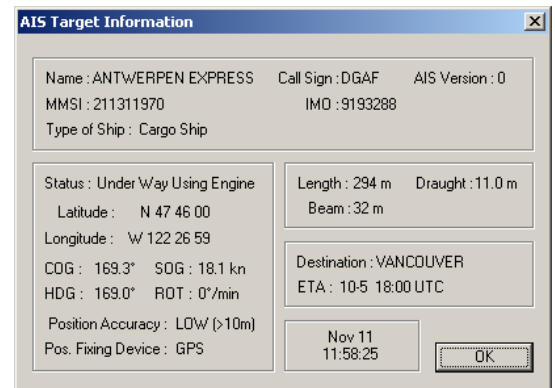 AIS Target Information
Name : ANTWERPEN EXPRESS Call Sign : DGAF AIS Version : 0
MMSI : 211311970 IMO : 9193288
Type of Ship : Cargo Ship
Status : Under Way Using Engine
Latitude : N 47 46 00
Longitude : W 122 26 59
COG : 169.3° SOG : 18.1 kn
HDG : 169.0° ROT : 0°/min
Position Accuracy : LOW (>10m)
Pos. Fixing Device : GPS
Length : 294 m Draught : 11.0 m
Beam : 32 m
Destination : VANCOUVER
ETA : 10-5 18:00 UTC
Nov 11
11:58:25
OK